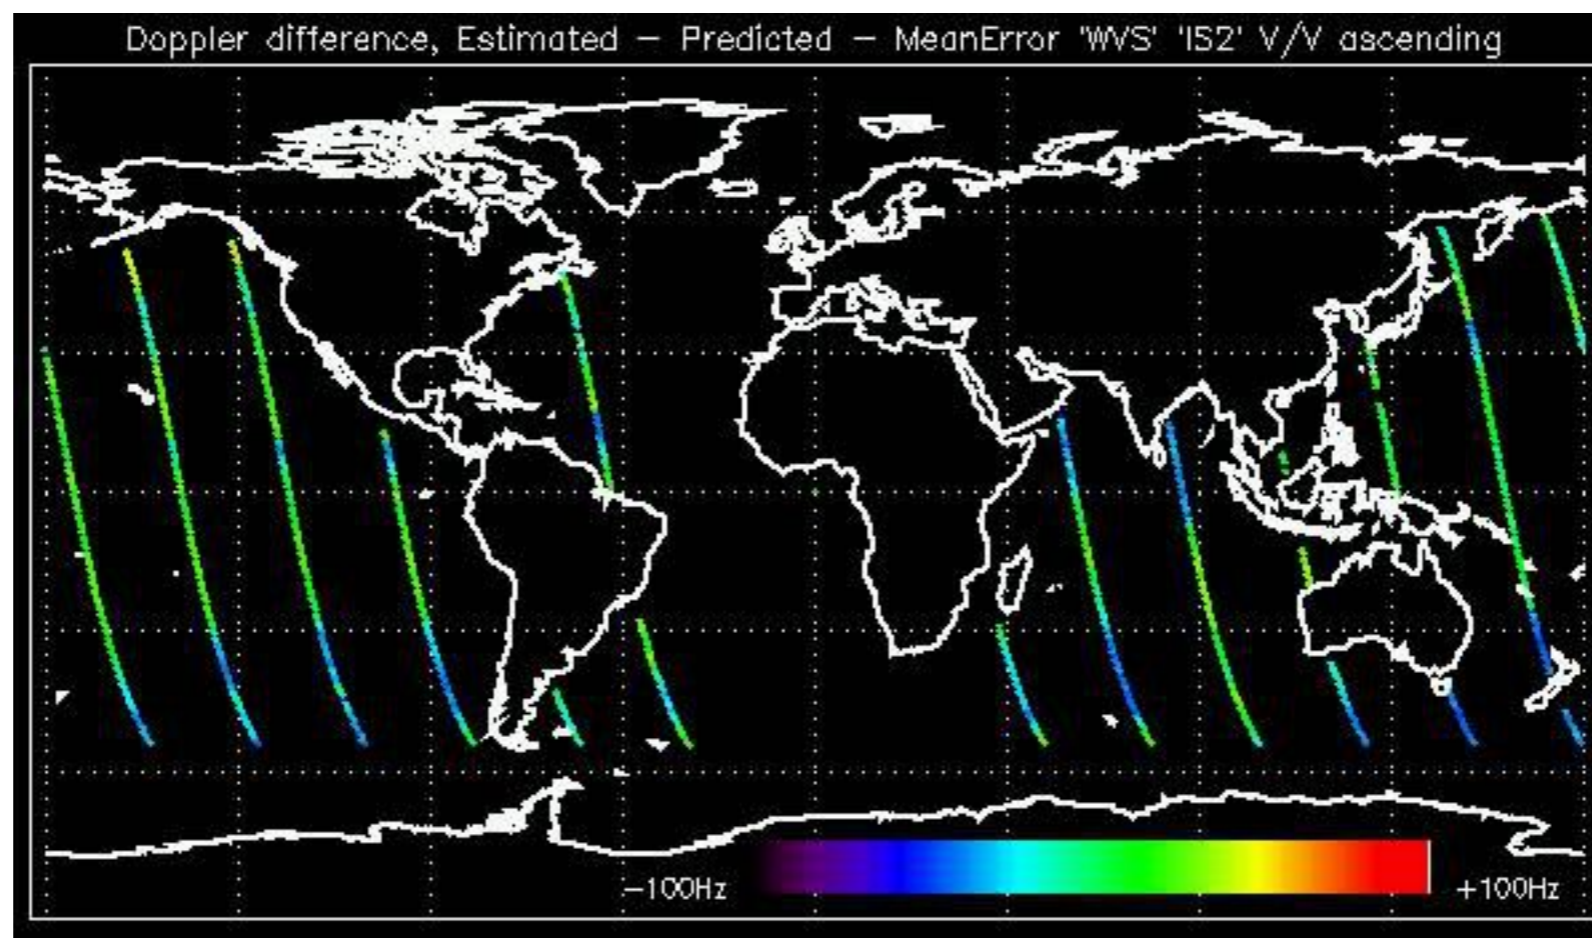 Doppler difference, Estimated – Predicted – MeanError 'WVS' 'IS2' V/V ascending
–100Hz
+100Hz